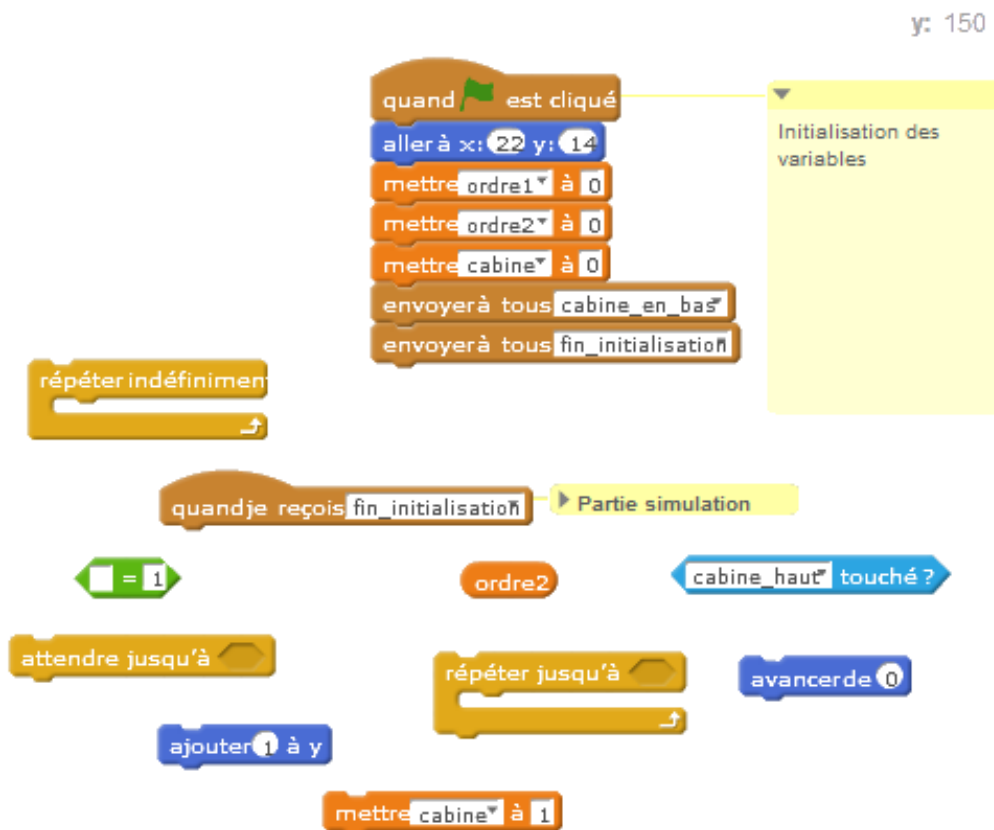 y: 150
quand est cliqué
aller à x: 22 y: 14
Initialisation des
variables
mettre ordre1 à 0
mettre ordre2 à 0
mettre cabine à 0
envoyer à tous cabine_en_bas
envoyer à tous fin_initialisation
répéter indéfiniment
quand je reçois fin_initialisation
Partie simulation
= 1
ordre2
cabine_haut touché ?
attendre jusqu'à
répéter jusqu'à
avancer de 0
ajouter 1 à y
mettre cabine à 1